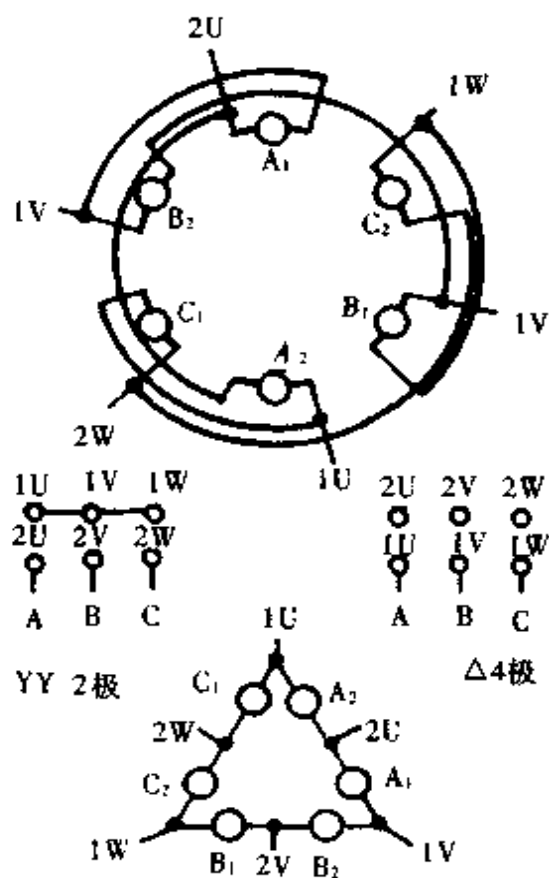 2U
1W
A₁
B₂
C₂
1V
C₁
B₁
A₂
1V
2W
1U
1U 1V 1W
2U 2V 2W
A B C
2U 2V 2W
1U 1V 1W
A B C
YY 2极
△4极
1U
C₁ A₂
2W 2U
C₂ A₁
1W 1V
B₁ 2V B₂